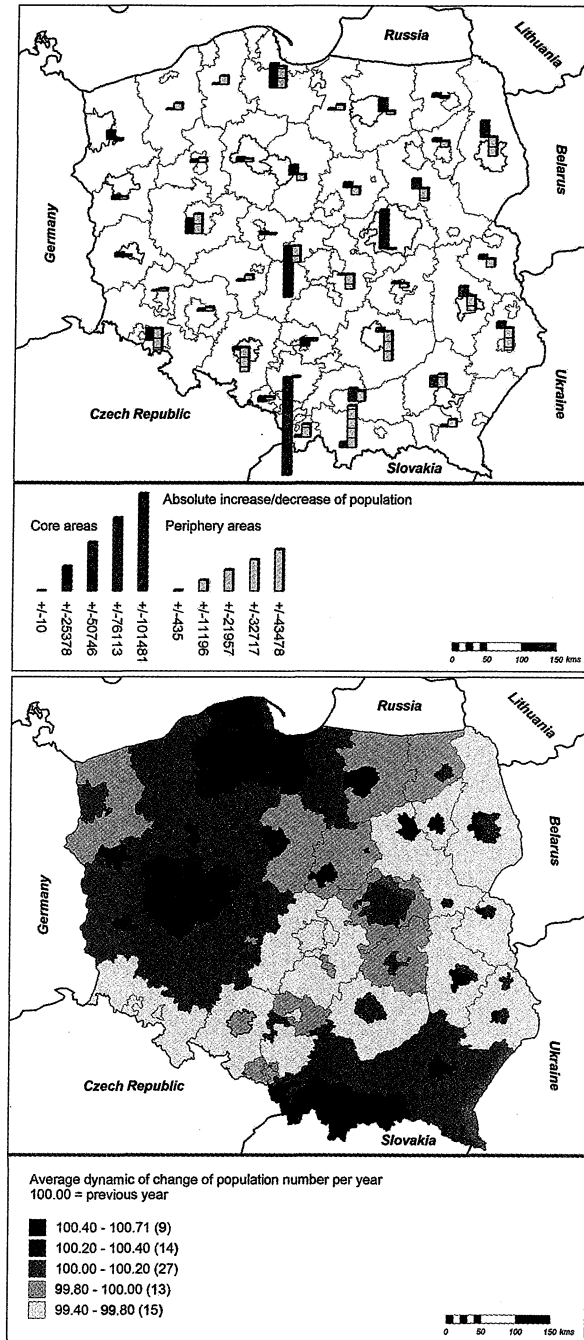 Russia
Lithuania
Belarus
Germany
Ukraine
Czech Republic
Slovakia
Absolute increase/decrease of population
Core areas
Periphery areas
+/-10
+/-25378
+/-50746
+/-76113
+/-101481
+/-435
+/-11196
+/-21957
+/-32717
+/-43478
0 50 100 150 kms
Russia
Lithuania
Belarus
Germany
Ukraine
Czech Republic
Slovakia
Average dynamic of change of population number per year
100.00 = previous year
100.40 - 100.71 (9)
100.20 - 100.40 (14)
100.00 - 100.20 (27)
99.80 - 100.00 (13)
99.40 - 99.80 (15)
0 50 100 150 kms